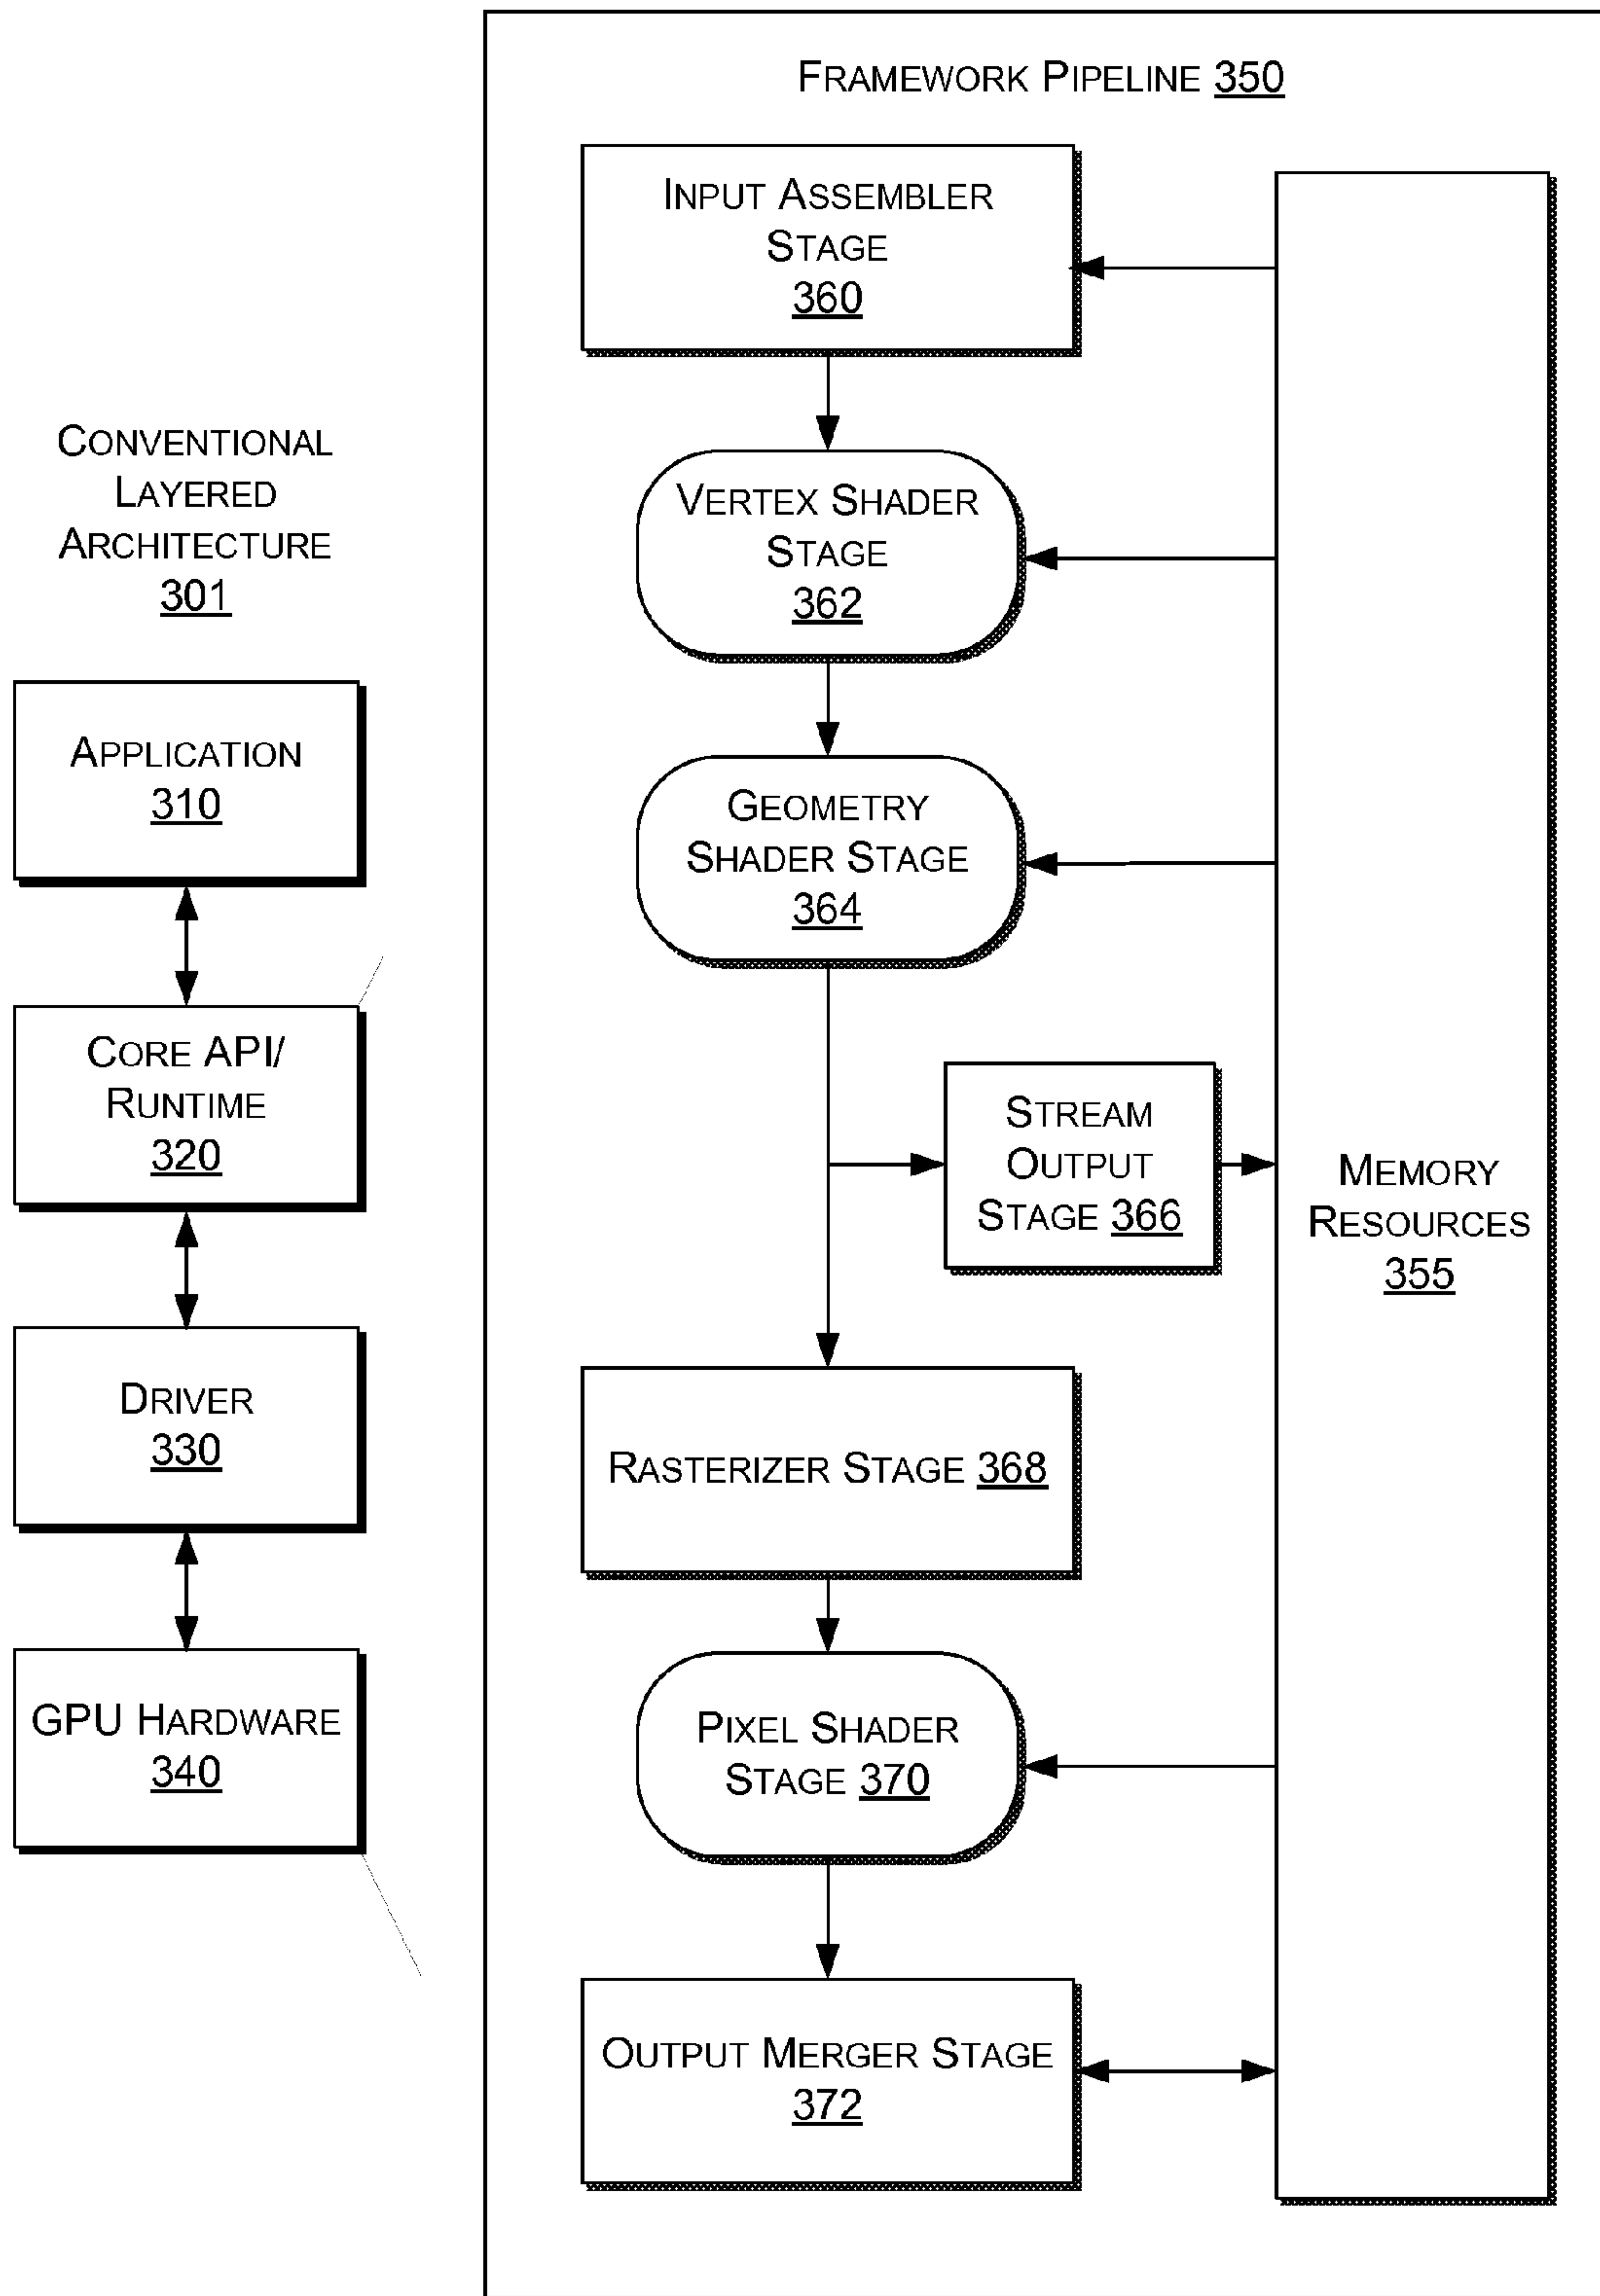 FRAMEWORK PIPELINE 350
INPUT ASSEMBLER
STAGE
360
VERTEX SHADER
STAGE
362
GEOMETRY
SHADER STAGE
364
STREAM
OUTPUT
STAGE 366
MEMORY
RESOURCES
355
RASTERIZER STAGE 368
PIXEL SHADER
STAGE 370
OUTPUT MERGER STAGE
372
CONVENTIONAL
LAYERED
ARCHITECTURE
301
APPLICATION
310
CORE API/
RUNTIME
320
DRIVER
330
GPU HARDWARE
340